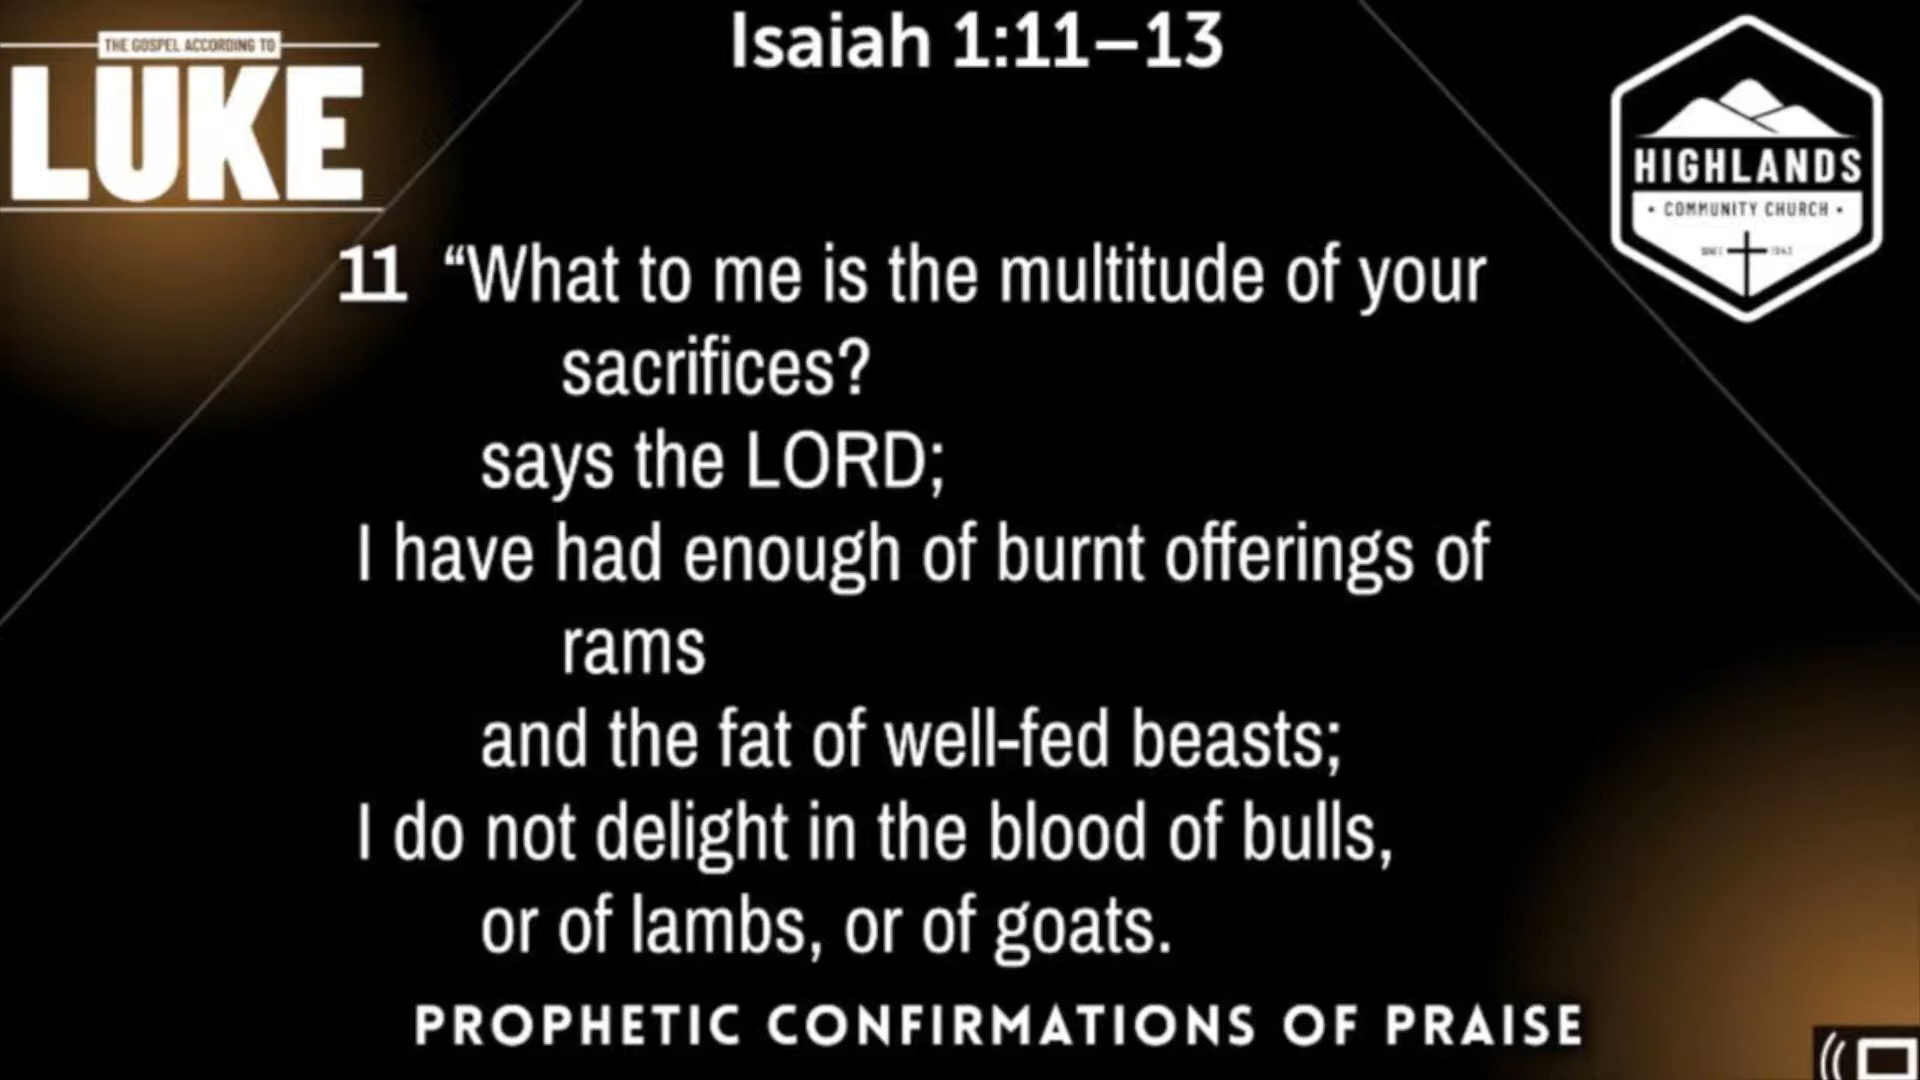 Isaiah 1:11–13
THE GOSPEL ACCORDING TO
LUKE
HIGHLANDS
• COMMUNITY CHURCH •
11 “What to me is the multitude of your
sacrifices?
says the LORD;
I have had enough of burnt offerings of
rams
and the fat of well-fed beasts;
I do not delight in the blood of bulls,
or of lambs, or of goats.
PROPHETIC CONFIRMATIONS OF PRAISE